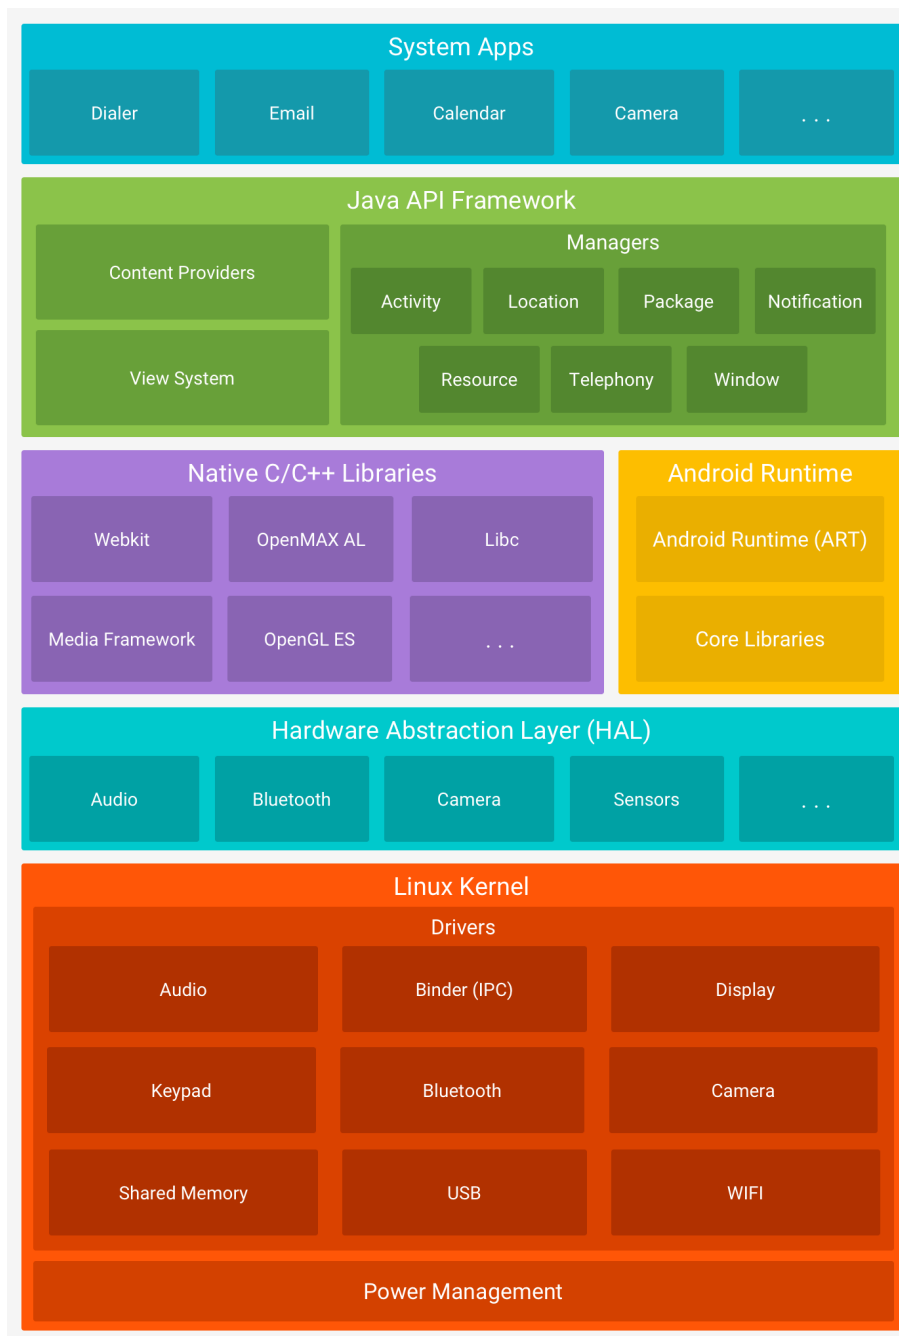 System Apps
Dialer
Email
Calendar
Camera
. . .
Java API Framework
Content Providers
View System
Managers
Activity
Location
Package
Notification
Resource
Telephony
Window
Native C/C++ Libraries
Webkit
OpenMAX AL
Libc
Media Framework
OpenGL ES
. . .
Android Runtime
Android Runtime (ART)
Core Libraries
Hardware Abstraction Layer (HAL)
Audio
Bluetooth
Camera
Sensors
. . .
Linux Kernel
Drivers
Audio
Binder (IPC)
Display
Keypad
Bluetooth
Camera
Shared Memory
USB
WIFI
Power Management